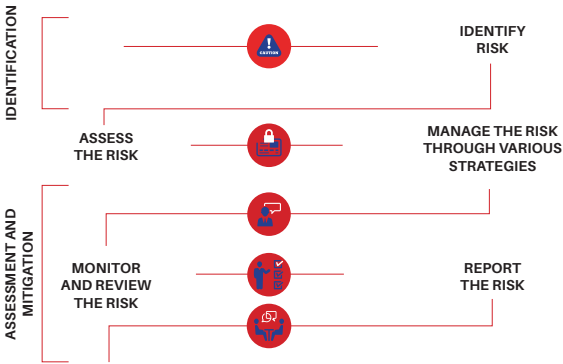 IDENTIFICATION
IDENTIFY
RISK
CAUTION
ASSESS
THE RISK
MANAGE THE RISK
THROUGH VARIOUS
STRATEGIES
ASSESSMENT AND
MITIGATION
MONITOR
AND REVIEW
THE RISK
REPORT
THE RISK